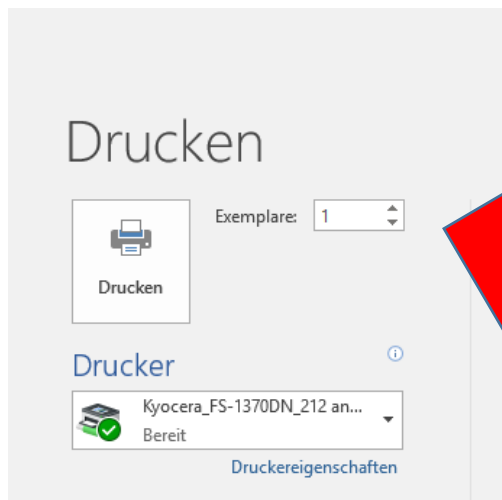 Drucken
Exemplare: 1
Drucken
Drucker
Kyocera_FS-1370DN_212 an...
Bereit
Druckereigenschaften